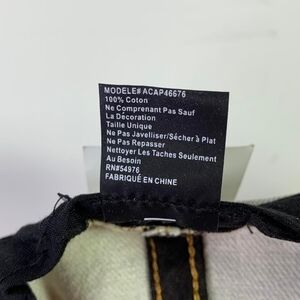 MODELE# ACAP46676
100% Coton
Ne Comprenant Pas Sauf
La Décoration
Taille Unique
Ne Pas Javelliser/Sécher à Plat
Ne Pas Repasser
Nettoyer Les Taches Seulement
Au Besoin
RN#54976
FABRIQUÉ EN CHINE